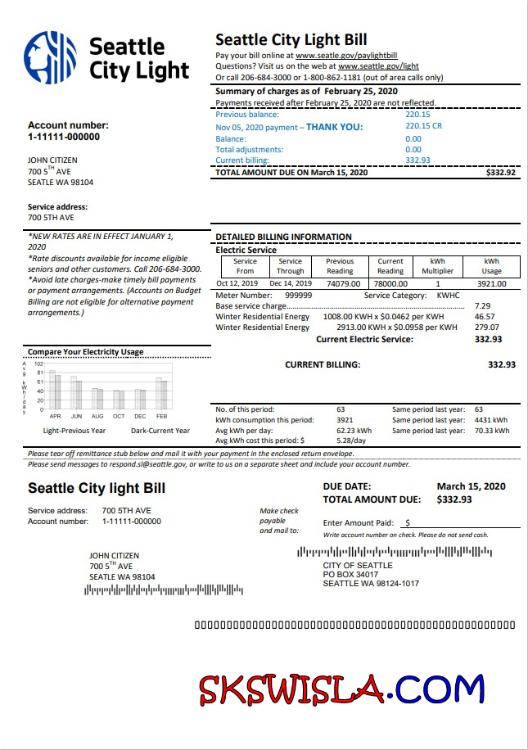 Seattle
City Light
Seattle City Light Bill
Pay your bill online at www.seatle.gov/paylightbill
Questions? Visit us on the web at www.seattle.gov/light
Or call 206-684-3000 or 1-800-862-1181 (out of area calls only)
Summary of charges as of February 25, 2020
Payments received after February 25, 2020 are not reflected.
Previous balance: 220.15
Nov 05, 2020 payment – THANK YOU: 220.15 CR
Balance: 0.00
Total adjustments: 0.00
Current billing: 332.93
TOTAL AMOUNT DUE ON March 15, 2020 $332.92
Account number:
1-11111-000000
JOHN CITIZEN
700 5TH AVE
SEATLE WA 98104
Service address:
700 5TH AVE
*NEW RATES ARE IN EFFECT JANUARY 1,
2020
*Rate discounts available for income eligible
seniors and other customers. Call 206-684-3000.
*Avoid late charges-make timely bill payments
or payment arrangements. (Accounts on Budget
Billing are not eligible for alternative payment
arrangements.)
DETAILED BILLING INFORMATION
Electric Service
Service From Service Through Previous Reading Current Reading kWh Multiplier kWh Usage
Oct 12, 2019 Dec 14, 2019 74079.00 78000.00 1 3921.00
Meter Number: 999999 Service Category: KWHC
Base service charge 7.29
Winter Residential Energy 1008.00 KWH x $0.0462 per KWH 46.57
Winter Residential Energy 2913.00 KWH x $0.0958 per KWH 279.07
Current Electric Service: 332.93
CURRENT BILLING: 332.93
Compare Your Electricity Usage
Avg kWh/day
102
81
61
40
20
0
APR JUN AUG OCT DEC FEB
Light-Previous Year Dark-Current Year
No. of this period: 63 Same period last year: 63
kWh consumption this period: 3921 Same period last year: 4431 kWh
Avg kWh per day: 62.23 kWh Same period last year: 70.33 kWh
Avg kWh cost this period: $ 5.28/day
Please tear off remittance stub below and mail it with your payment in the enclosed return envelope.
Please send messages to respond.sl@seattle.gov, or write to us on a separate sheet and include your account number.
Seattle City light Bill
Service address: 700 5TH AVE
Account number: 1-11111-000000
Make check
payable
and mail to:
DUE DATE: March 15, 2020
TOTAL AMOUNT DUE: $332.93
Enter Amount Paid: $
Write account number on check. Please do not send cash.
JOHN CITIZEN
700 5TH AVE
SEATLE WA 98104
CITY OF SEATTLE
PO BOX 34017
SEATTLE WA 98124-1017
SKSWISLA.COM